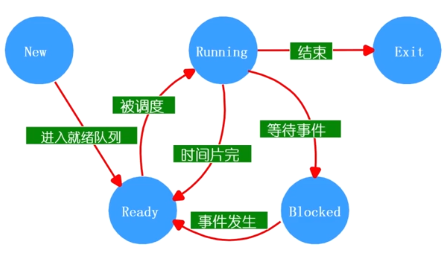 New
Running
结束
Exit
被调度
进入就绪队列
等待事件
时间片完
Ready
事件发生
Blocked